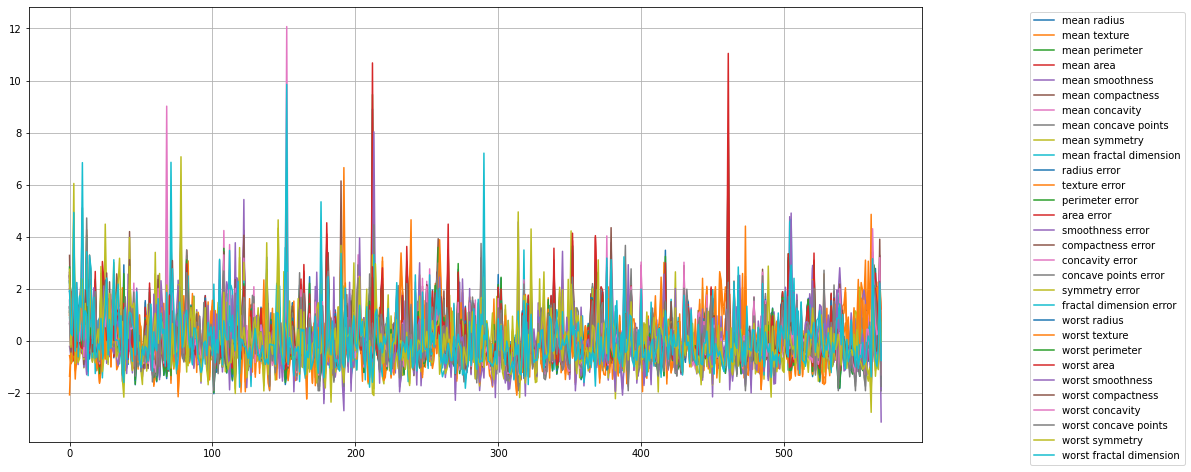 12
10
8
6
4
2
0
−2
0
100
200
300
400
500
mean radius
mean texture
mean perimeter
mean area
mean smoothness
mean compactness
mean concavity
mean concave points
mean symmetry
mean fractal dimension
radius error
texture error
perimeter error
area error
smoothness error
compactness error
concavity error
concave points error
symmetry error
fractal dimension error
worst radius
worst texture
worst perimeter
worst area
worst smoothness
worst compactness
worst concavity
worst concave points
worst symmetry
worst fractal dimension